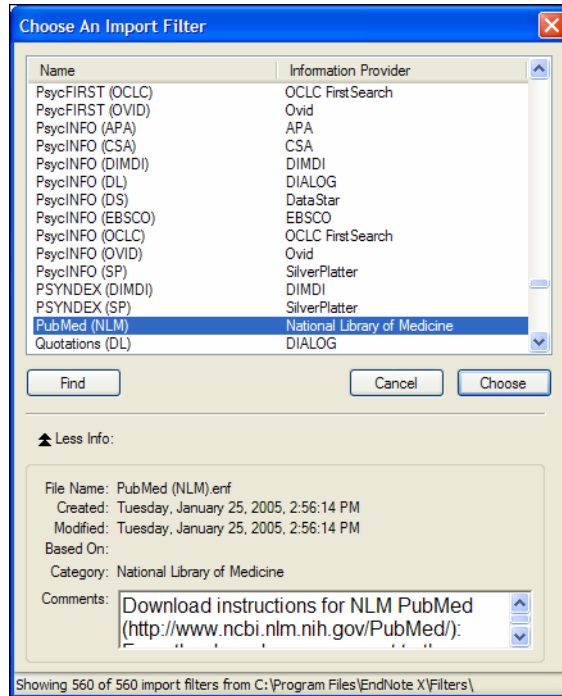 Choose An Import Filter
Name Information Provider
PsycFIRST (OCLC) OCLC FirstSearch
PsycFIRST (OVID) Ovid
PsycINFO (APA) APA
PsycINFO (CSA) CSA
PsycINFO (DIMDI) DIMDI
PsycINFO (DL) DIALOG
PsycINFO (DS) DataStar
PsycINFO (EBSCO) EBSCO
PsycINFO (OCLC) OCLC FirstSearch
PsycINFO (OVID) Ovid
PsycINFO (SP) SilverPlatter
PSYNDEX (DIMDI) DIMDI
PSYNDEX (SP) SilverPlatter
PubMed (NLM) National Library of Medicine
Quotations (DL) DIALOG
Find Cancel Choose
Less Info:
File Name: PubMed (NLM).enf
Created: Tuesday, January 25, 2005, 2:56:14 PM
Modified: Tuesday, January 25, 2005, 2:56:14 PM
Based On:
Category: National Library of Medicine
Comments: Download instructions for NLM PubMed
(http://www.ncbi.nlm.nih.gov/PubMed/):
Showing 560 of 560 import filters from C:\Program Files\EndNote X\Filters\